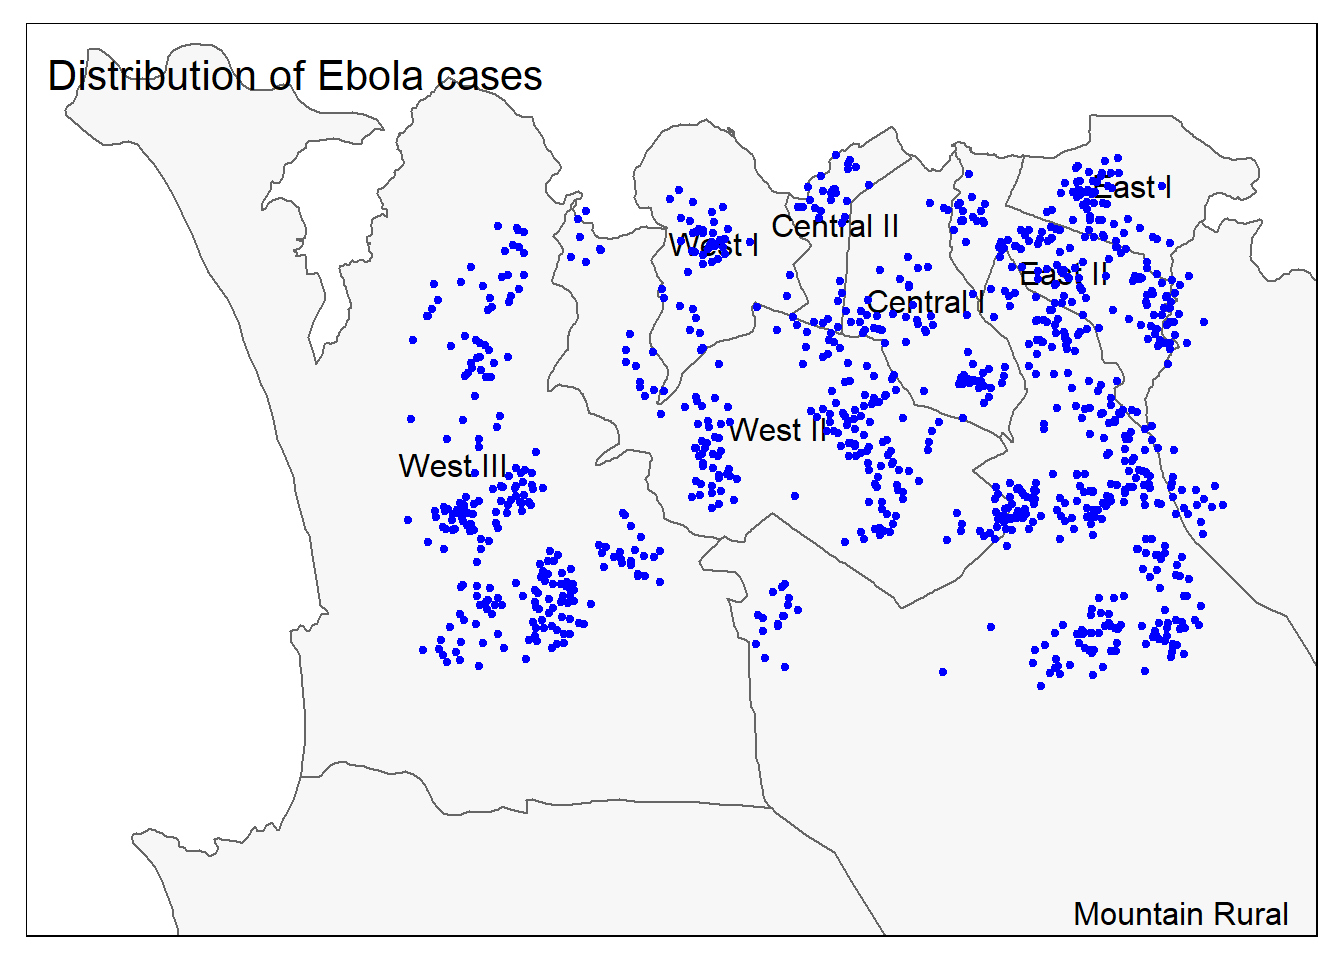 Distribution of Ebola cases
East I
Central II
West I
East II
Central I
West II
West III
Mountain Rural